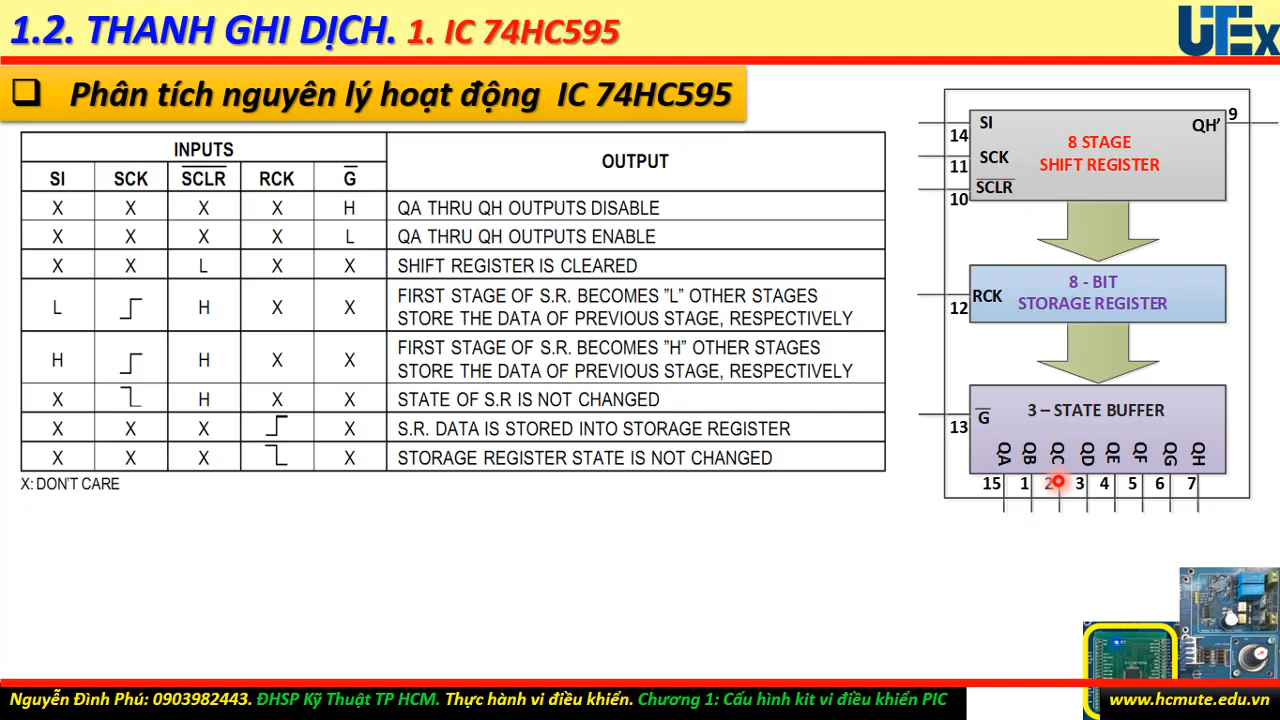 1.2. THANH GHI DỊCH. 1. IC 74HC595
UTEx
❑ Phân tích nguyên lý hoạt động IC 74HC595
INPUTS OUTPUT
SI SCK SCLR RCK G
X X X X H QA THRU QH OUTPUTS DISABLE
X X X X L QA THRU QH OUTPUTS ENABLE
X X L X X SHIFT REGISTER IS CLEARED
L H X X FIRST STAGE OF S.R. BECOMES ”L” OTHER STAGES
STORE THE DATA OF PREVIOUS STAGE, RESPECTIVELY
H H X X FIRST STAGE OF S.R. BECOMES ”H” OTHER STAGES
STORE THE DATA OF PREVIOUS STAGE, RESPECTIVELY
X H X X STATE OF S.R IS NOT CHANGED
X X X X S.R. DATA IS STORED INTO STORAGE REGISTER
X X X X STORAGE REGISTER STATE IS NOT CHANGED
X: DON'T CARE
SI QH’ 9
14 8 STAGE
SCK SHIFT REGISTER
11
SCLR
10
8 - BIT
RCK STORAGE REGISTER
12
3 – STATE BUFFER
G
13
QA QB QC QD QE QF QG QH
15 1 2 3 4 5 6 7
Nguyễn Đình Phú: 0903982443. ĐHSP Kỹ Thuật TP HCM. Thực hành vi điều khiển. Chương 1: Cấu hình kit vi điều khiển PIC
www.hcmute.edu.vn